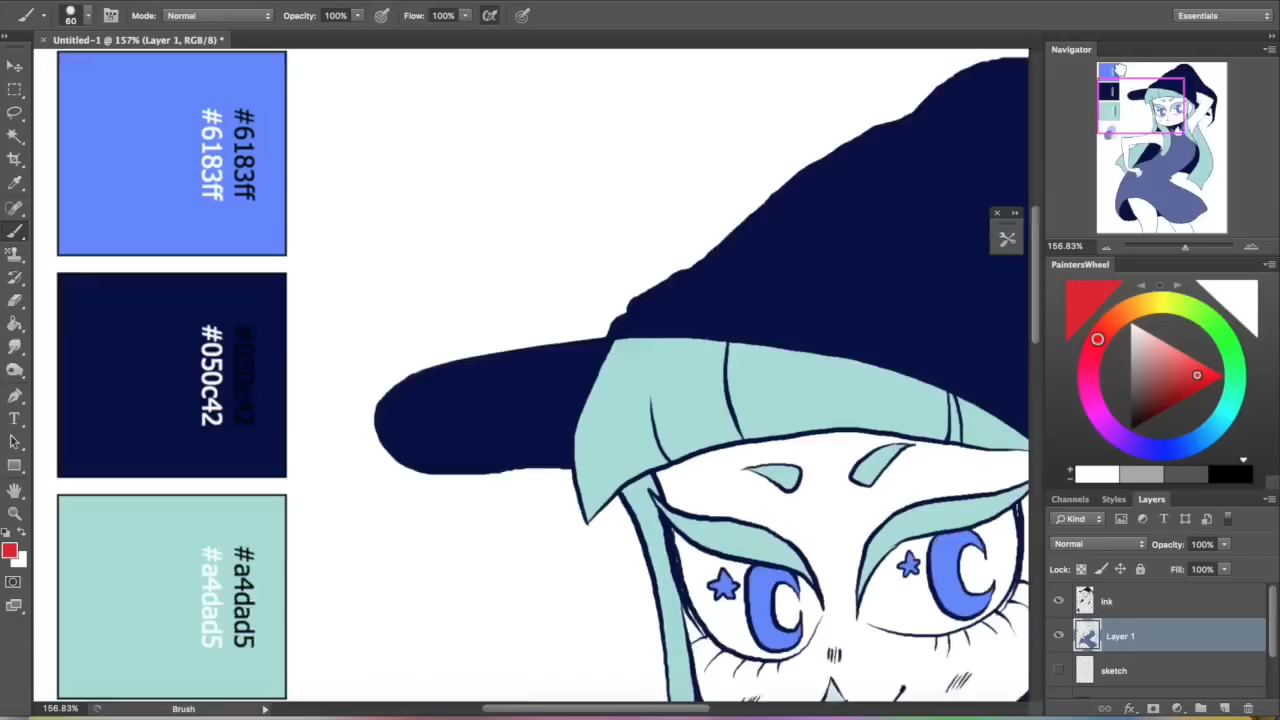 60
Mode: Normal
Opacity: 100%
Flow: 100%
Essentials
Untitled-1 @ 157% (Layer 1, RGB/8) *
#6183ff
#6183ff
#050c42
#050c42
#a4dad5
#a4dad5
156.83%
Brush
Navigator
156.83%
PaintersWheel
Channels
Styles
Layers
Kind
Normal
Opacity: 100%
Lock:
Fill: 100%
Ink
Layer 1
sketch